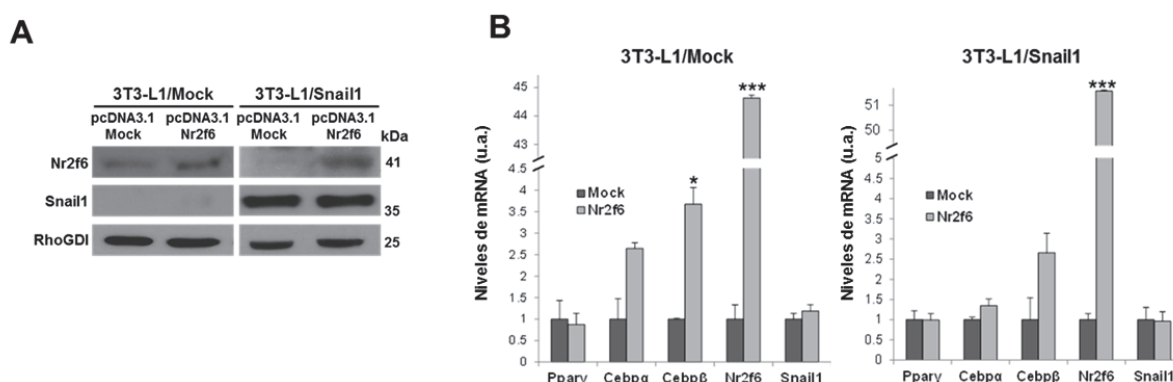 A
3T3-L1/Mock 3T3-L1/Snail1
pcDNA3.1 pcDNA3.1 pcDNA3.1 pcDNA3.1
Mock Nr2f6 Mock Nr2f6 kDa
Nr2f6 41
Snail1 35
RhoGDI 25
B
3T3-L1/Mock
Niveles de mRNA (u.a.)
45
44
43
4.5
4
3.5
3
2.5
2
1.5
1
0.5
0
Mock
Nr2f6
*
***
Pparγ Cebpα Cebpβ Nr2f6 Snail1
3T3-L1/Snail1
Niveles de mRNA (u.a.)
51
50
5
4.5
4
3.5
3
2.5
2
1.5
1
0.5
0
Mock
Nr2f6
***
Pparγ Cebpα Cebpβ Nr2f6 Snail1